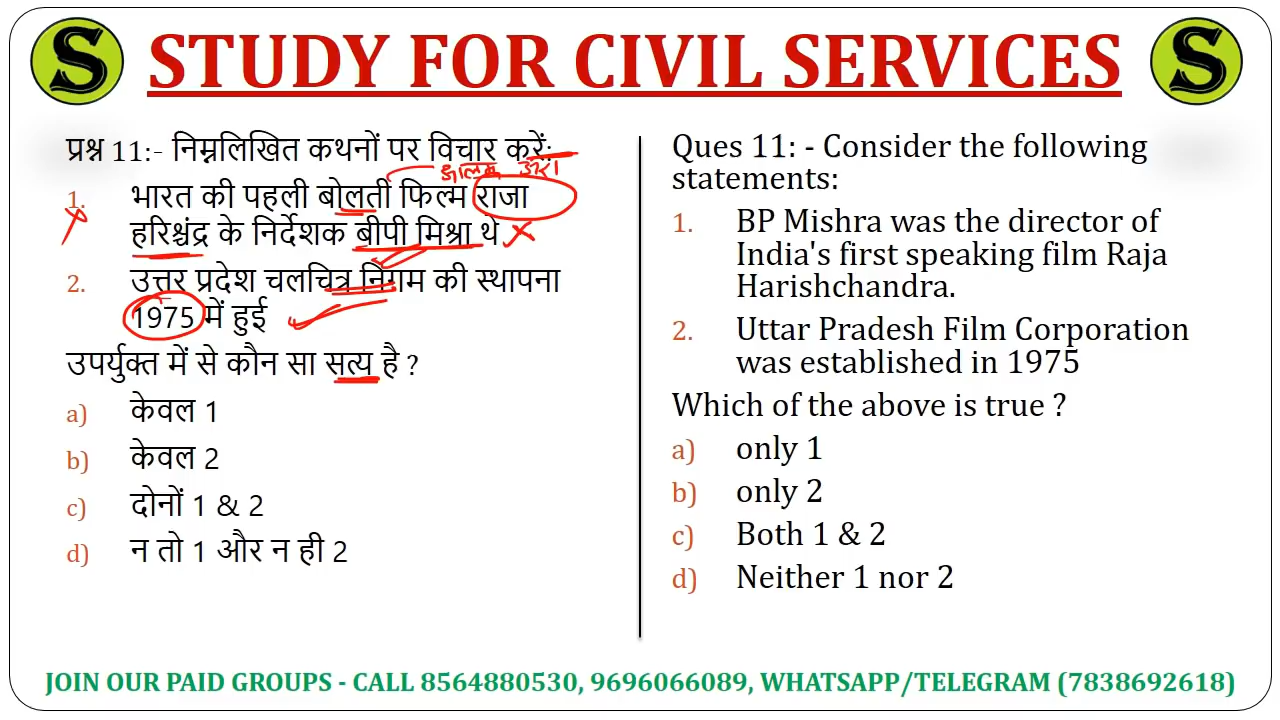 S STUDY FOR CIVIL SERVICES S
प्रश्न 11:- निम्नलिखित कथनों पर विचार करें:
आलम आरा
1. भारत की पहली बोलती फिल्म राजा
हरिश्चंद्र के निर्देशक बीपी मिश्रा थे
2. उत्तर प्रदेश चलचित्र निगम की स्थापना
1975 में हुई
उपर्युक्त में से कौन सा सत्य है ?
a) केवल 1
b) केवल 2
c) दोनों 1 & 2
d) न तो 1 और न ही 2
Ques 11: - Consider the following
statements:
1. BP Mishra was the director of
India's first speaking film Raja
Harishchandra.
2. Uttar Pradesh Film Corporation
was established in 1975
Which of the above is true ?
a) only 1
b) only 2
c) Both 1 & 2
d) Neither 1 nor 2
JOIN OUR PAID GROUPS - CALL 8564880530, 9696066089, WHATSAPP/TELEGRAM (7838692618)